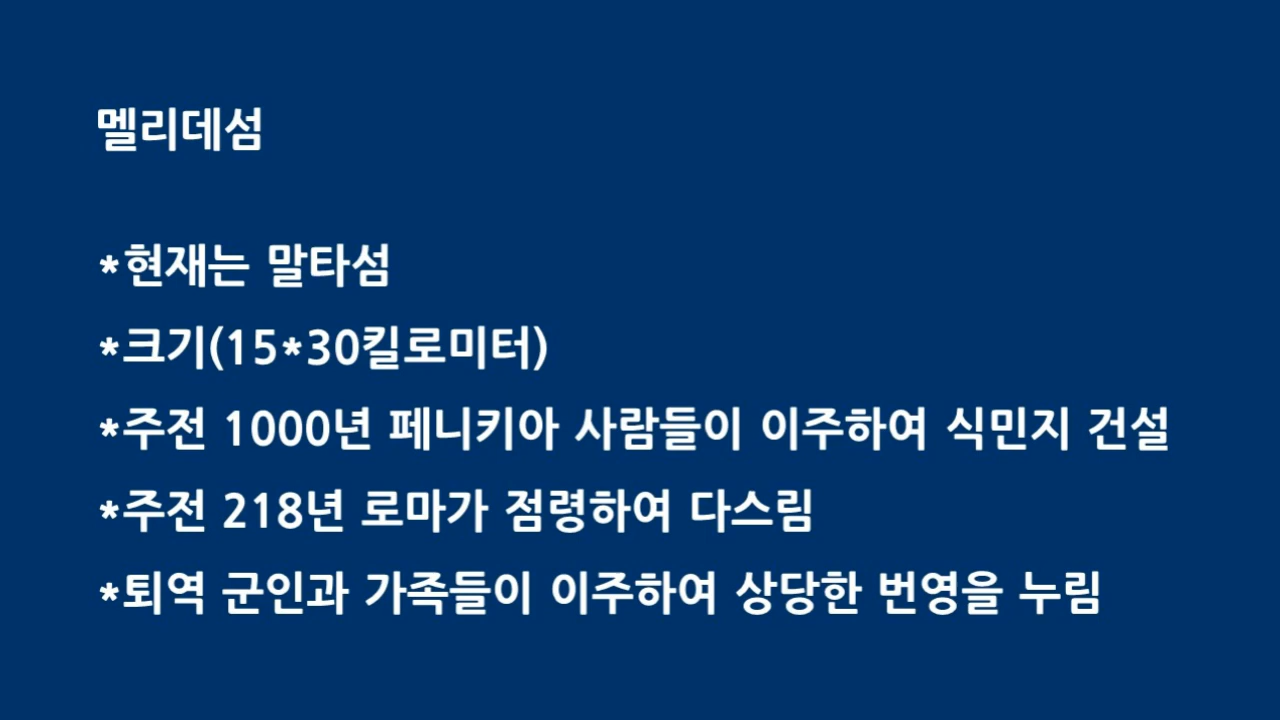 멜리데섬
*현재는 말타섬
*크기(15*30킬로미터)
*주전 1000년 페니키아 사람들이 이주하여 식민지 건설
*주전 218년 로마가 점령하여 다스림
*퇴역 군인과 가족들이 이주하여 상당한 번영을 누림